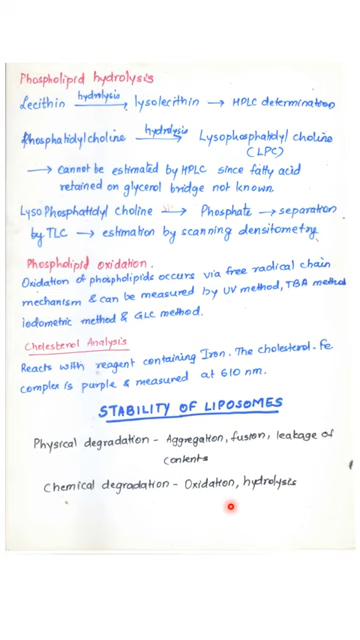 Phospholipid hydrolysis
Lecithin hydrolysis → lysolecithin → HPLC determination
Phosphatidylcholine hydrolysis → Lysophosphatidyl choline
(LPC)
→ cannot be estimated by HPLC since fatty acid
retained on glycerol bridge not known.
Lyso Phosphatidyl choline → Phosphate → separation
by TLC → estimation by scanning densitometry
Phospholipid oxidation.
Oxidation of phospholipids occurs via free radical chain
mechanism & can be measured by UV method, TBA method
iodometric method & GLC method.
Cholesterol Analysis
Reacts with reagent containing Iron. The cholesterol-Fe
complex is purple & measured at 610 nm.
STABILITY OF LIPOSOMES
Physical degradation - Aggregation, fusion, leakage of
contents
Chemical degradation - Oxidation, hydrolysis